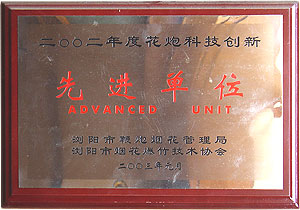 二〇〇二年度花炮科技创新
先进单位
ADVANCED UNIT
浏阳市鞭炮烟花管理局
浏阳市烟花爆竹技术协会
二〇〇三年元月